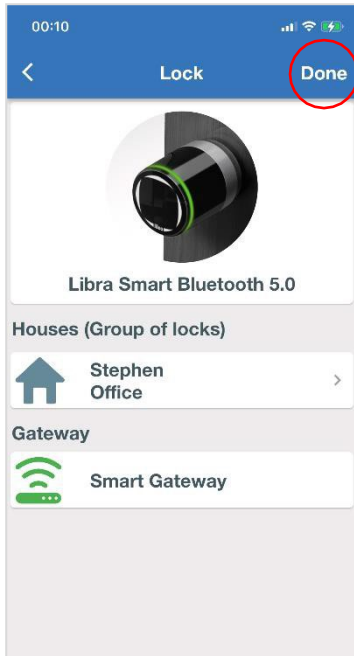 00:10
Lock
Done
Libra Smart Bluetooth 5.0
Houses (Group of locks)
Stephen
Office
Gateway
Smart Gateway